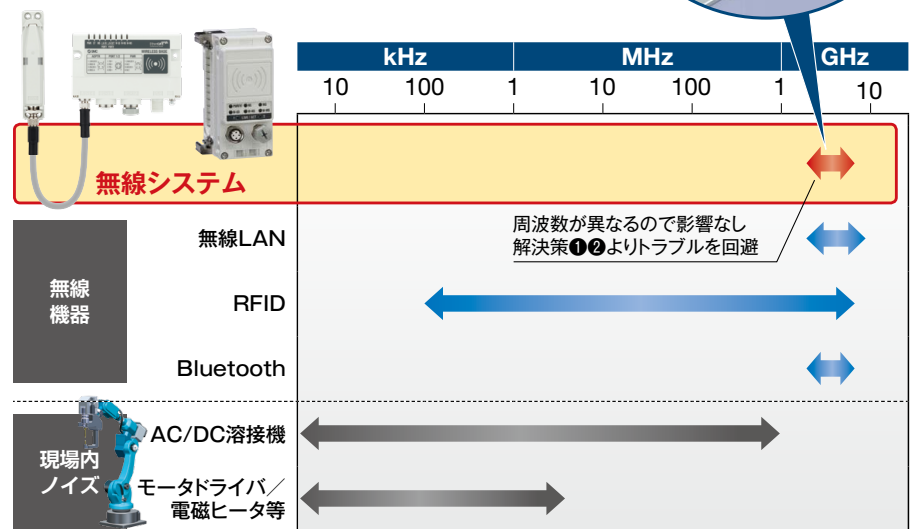 kHz MHz GHz
10 100 1 10 100 1 10
無線システム
周波数が異なるので影響なし
解決策❶❷よりトラブルを回避
無線LAN
無線
機器
RFID
Bluetooth
AC/DC溶接機
現場内
ノイズ
モータドライバ／
電磁ヒータ等